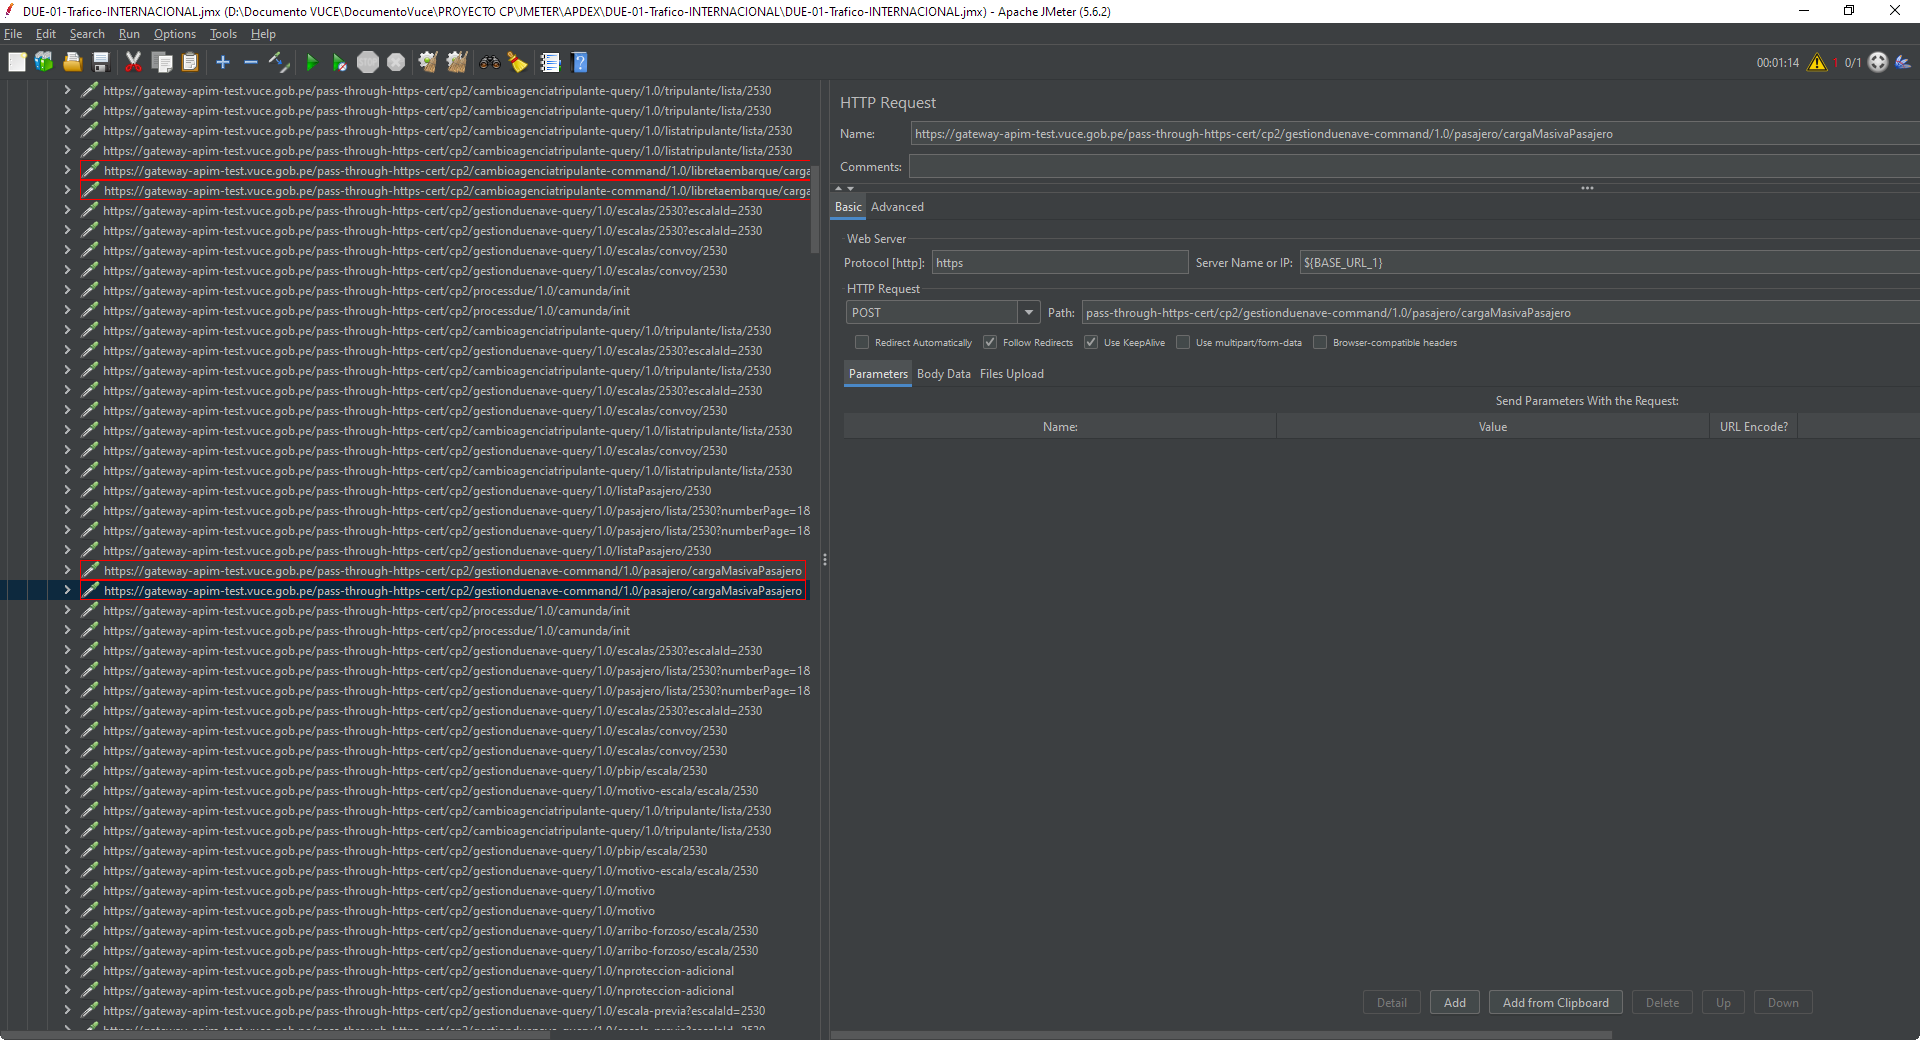 DUE-01-Trafico-INTERNACIONAL.jmx (D:\Documento VUCE\DocumentoVuce\PROYECTO CP\JMETER\APDEX\DUE-01-Trafico-INTERNACIONAL\DUE-01-Trafico-INTERNACIONAL.jmx) - Apache JMeter (5.6.2)
File Edit Search Run Options Tools Help
00:01:14 1 0/1
https://gateway-apim-test.vuce.gob.pe/pass-through-https-cert/cp2/cambioagenciatripulante-query/1.0/tripulante/lista/2530
https://gateway-apim-test.vuce.gob.pe/pass-through-https-cert/cp2/cambioagenciatripulante-query/1.0/tripulante/lista/2530
https://gateway-apim-test.vuce.gob.pe/pass-through-https-cert/cp2/cambioagenciatripulante-query/1.0/listatripulante/lista/2530
https://gateway-apim-test.vuce.gob.pe/pass-through-https-cert/cp2/cambioagenciatripulante-query/1.0/listatripulante/lista/2530
https://gateway-apim-test.vuce.gob.pe/pass-through-https-cert/cp2/cambioagenciatripulante-command/1.0/libretaembarque/carga
https://gateway-apim-test.vuce.gob.pe/pass-through-https-cert/cp2/cambioagenciatripulante-command/1.0/libretaembarque/carga
https://gateway-apim-test.vuce.gob.pe/pass-through-https-cert/cp2/gestionduenave-query/1.0/escalas/2530?escalaId=2530
https://gateway-apim-test.vuce.gob.pe/pass-through-https-cert/cp2/gestionduenave-query/1.0/escalas/2530?escalaId=2530
https://gateway-apim-test.vuce.gob.pe/pass-through-https-cert/cp2/gestionduenave-query/1.0/escalas/convoy/2530
https://gateway-apim-test.vuce.gob.pe/pass-through-https-cert/cp2/gestionduenave-query/1.0/escalas/convoy/2530
https://gateway-apim-test.vuce.gob.pe/pass-through-https-cert/cp2/processdue/1.0/camunda/init
https://gateway-apim-test.vuce.gob.pe/pass-through-https-cert/cp2/processdue/1.0/camunda/init
https://gateway-apim-test.vuce.gob.pe/pass-through-https-cert/cp2/cambioagenciatripulante-query/1.0/tripulante/lista/2530
https://gateway-apim-test.vuce.gob.pe/pass-through-https-cert/cp2/gestionduenave-query/1.0/escalas/2530?escalaId=2530
https://gateway-apim-test.vuce.gob.pe/pass-through-https-cert/cp2/cambioagenciatripulante-query/1.0/tripulante/lista/2530
https://gateway-apim-test.vuce.gob.pe/pass-through-https-cert/cp2/gestionduenave-query/1.0/escalas/2530?escalaId=2530
https://gateway-apim-test.vuce.gob.pe/pass-through-https-cert/cp2/gestionduenave-query/1.0/escalas/convoy/2530
https://gateway-apim-test.vuce.gob.pe/pass-through-https-cert/cp2/cambioagenciatripulante-query/1.0/listatripulante/lista/2530
https://gateway-apim-test.vuce.gob.pe/pass-through-https-cert/cp2/gestionduenave-query/1.0/escalas/convoy/2530
https://gateway-apim-test.vuce.gob.pe/pass-through-https-cert/cp2/cambioagenciatripulante-query/1.0/listatripulante/lista/2530
https://gateway-apim-test.vuce.gob.pe/pass-through-https-cert/cp2/gestionduenave-query/1.0/listaPasajero/2530
https://gateway-apim-test.vuce.gob.pe/pass-through-https-cert/cp2/gestionduenave-query/1.0/pasajero/lista/2530?numberPage=1&
https://gateway-apim-test.vuce.gob.pe/pass-through-https-cert/cp2/gestionduenave-query/1.0/pasajero/lista/2530?numberPage=1&
https://gateway-apim-test.vuce.gob.pe/pass-through-https-cert/cp2/gestionduenave-query/1.0/listaPasajero/2530
https://gateway-apim-test.vuce.gob.pe/pass-through-https-cert/cp2/gestionduenave-command/1.0/pasajero/cargaMasivaPasajero
https://gateway-apim-test.vuce.gob.pe/pass-through-https-cert/cp2/gestionduenave-command/1.0/pasajero/cargaMasivaPasajero
https://gateway-apim-test.vuce.gob.pe/pass-through-https-cert/cp2/processdue/1.0/camunda/init
https://gateway-apim-test.vuce.gob.pe/pass-through-https-cert/cp2/processdue/1.0/camunda/init
https://gateway-apim-test.vuce.gob.pe/pass-through-https-cert/cp2/gestionduenave-query/1.0/escalas/2530?escalaId=2530
https://gateway-apim-test.vuce.gob.pe/pass-through-https-cert/cp2/gestionduenave-query/1.0/pasajero/lista/2530?numberPage=1&
https://gateway-apim-test.vuce.gob.pe/pass-through-https-cert/cp2/gestionduenave-query/1.0/pasajero/lista/2530?numberPage=1&
https://gateway-apim-test.vuce.gob.pe/pass-through-https-cert/cp2/gestionduenave-query/1.0/escalas/2530?escalaId=2530
https://gateway-apim-test.vuce.gob.pe/pass-through-https-cert/cp2/gestionduenave-query/1.0/escalas/convoy/2530
https://gateway-apim-test.vuce.gob.pe/pass-through-https-cert/cp2/gestionduenave-query/1.0/escalas/convoy/2530
https://gateway-apim-test.vuce.gob.pe/pass-through-https-cert/cp2/gestionduenave-query/1.0/pbip/escala/2530
https://gateway-apim-test.vuce.gob.pe/pass-through-https-cert/cp2/gestionduenave-query/1.0/motivo-escala/escala/2530
https://gateway-apim-test.vuce.gob.pe/pass-through-https-cert/cp2/cambioagenciatripulante-query/1.0/tripulante/lista/2530
https://gateway-apim-test.vuce.gob.pe/pass-through-https-cert/cp2/cambioagenciatripulante-query/1.0/tripulante/lista/2530
https://gateway-apim-test.vuce.gob.pe/pass-through-https-cert/cp2/gestionduenave-query/1.0/pbip/escala/2530
https://gateway-apim-test.vuce.gob.pe/pass-through-https-cert/cp2/gestionduenave-query/1.0/motivo-escala/escala/2530
https://gateway-apim-test.vuce.gob.pe/pass-through-https-cert/cp2/gestionduenave-query/1.0/motivo
https://gateway-apim-test.vuce.gob.pe/pass-through-https-cert/cp2/gestionduenave-query/1.0/motivo
https://gateway-apim-test.vuce.gob.pe/pass-through-https-cert/cp2/gestionduenave-query/1.0/arribo-forzoso/escala/2530
https://gateway-apim-test.vuce.gob.pe/pass-through-https-cert/cp2/gestionduenave-query/1.0/arribo-forzoso/escala/2530
https://gateway-apim-test.vuce.gob.pe/pass-through-https-cert/cp2/gestionduenave-query/1.0/nproteccion-adicional
https://gateway-apim-test.vuce.gob.pe/pass-through-https-cert/cp2/gestionduenave-query/1.0/nproteccion-adicional
https://gateway-apim-test.vuce.gob.pe/pass-through-https-cert/cp2/gestionduenave-query/1.0/escala-previa?escalaId=2530
HTTP Request
Name: https://gateway-apim-test.vuce.gob.pe/pass-through-https-cert/cp2/gestionduenave-command/1.0/pasajero/cargaMasivaPasajero
Comments:
Basic Advanced
Web Server
Protocol [http]: https Server Name or IP: ${BASE_URL_1}
HTTP Request
POST Path: pass-through-https-cert/cp2/gestionduenave-command/1.0/pasajero/cargaMasivaPasajero
Redirect Automatically Follow Redirects Use KeepAlive Use multipart/form-data Browser-compatible headers
Parameters Body Data Files Upload
Send Parameters With the Request:
Name: Value URL Encode?
Detail Add Add from Clipboard Delete Up Down